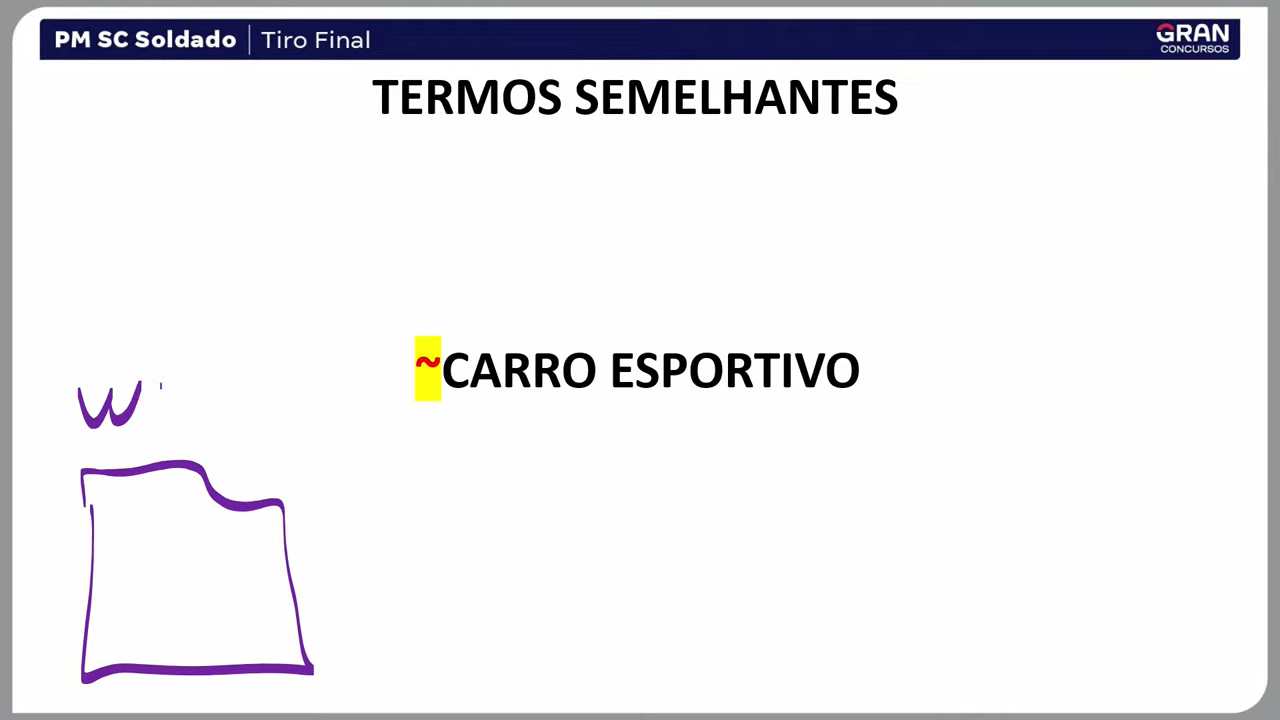 PM SC Soldado | Tiro Final
GRAN
CONCURSOS
TERMOS SEMELHANTES
~CARRO ESPORTIVO
W